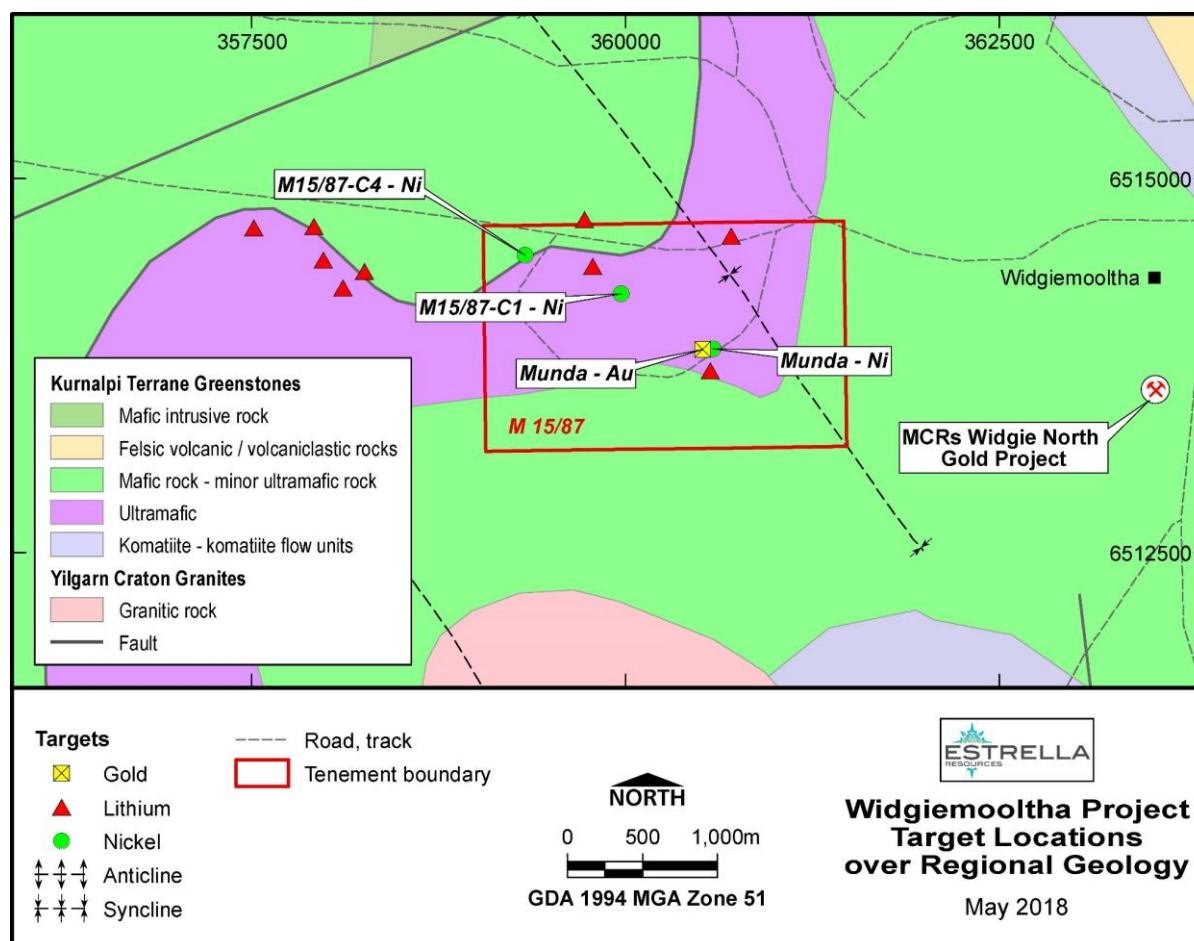 357500
360000
362500
M15/87-C4 - Ni
6515000
Widgiemooltha
M15/87-C1 - Ni
Munda - Au
Munda - Ni
M 15/87
MCRs Widgie North
Gold Project
6512500
Kurnalpi Terrane Greenstones
Mafic intrusive rock
Felsic volcanic / volcaniclastic rocks
Mafic rock - minor ultramafic rock
Ultramafic
Komatiite - komatiite flow units
Yilgarn Craton Granites
Granitic rock
Fault
Targets
Gold
Lithium
Nickel
Anticline
Syncline
Road, track
Tenement boundary
NORTH
0 500 1,000m
GDA 1994 MGA Zone 51
ESTRELLA
RESOURCES
Widgiemooltha Project
Target Locations
over Regional Geology
May 2018